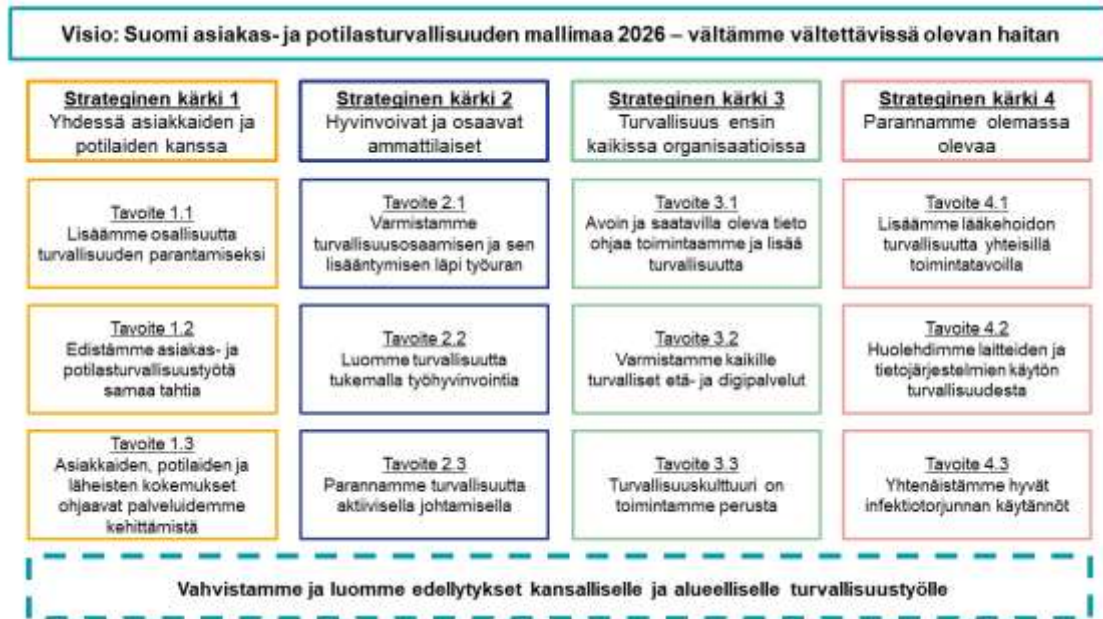 Visio: Suomi asiakas- ja potilasturvallisuuden mallimaa 2026 – vältämme vältettävissä olevan haitan
Strateginen kärki 1
Yhdessä asiakkaiden ja
potilaiden kanssa
Tavoite 1.1
Lisäämme osallisuutta
turvallisuuden parantamiseksi
Tavoite 1.2
Edistämme asiakas- ja
potilasturvallisuustyötä
samaa tahtia
Tavoite 1.3
Asiakkaiden, potilaiden ja
läheisten kokemukset
ohjaavat palveluidemme
kehittämistä
Strateginen kärki 2
Hyvinvoivat ja osaavat
ammattilaiset
Tavoite 2.1
Varmistamme
turvallisuusosaamisen ja sen
lisääntymisen läpi työuran
Tavoite 2.2
Luomme turvallisuutta
tukemalla työhyvinvointia
Tavoite 2.3
Parannamme turvallisuutta
aktiivisella johtamisella
Strateginen kärki 3
Turvallisuus ensin
kaikissa organisaatioissa
Tavoite 3.1
Avoin ja saatavilla oleva tieto
ohjaa toimintaamme ja lisää
turvallisuutta
Tavoite 3.2
Varmistamme kaikille
turvalliset etä- ja digipalvelut
Tavoite 3.3
Turvallisuuskulttuuri on
toimintamme perusta
Strateginen kärki 4
Parannamme olemassa
olevaa
Tavoite 4.1
Lisäämme lääkehoidon
turvallisuutta yhteisillä
toimintatavoilla
Tavoite 4.2
Huolehdimme laitteiden ja
tietojärjestelmien käytön
turvallisuudesta
Tavoite 4.3
Yhtenäistämme hyvät
infektiotorjunnan käytännöt
Vahvistamme ja luomme edellytykset kansalliselle ja alueelliselle turvallisuustyölle